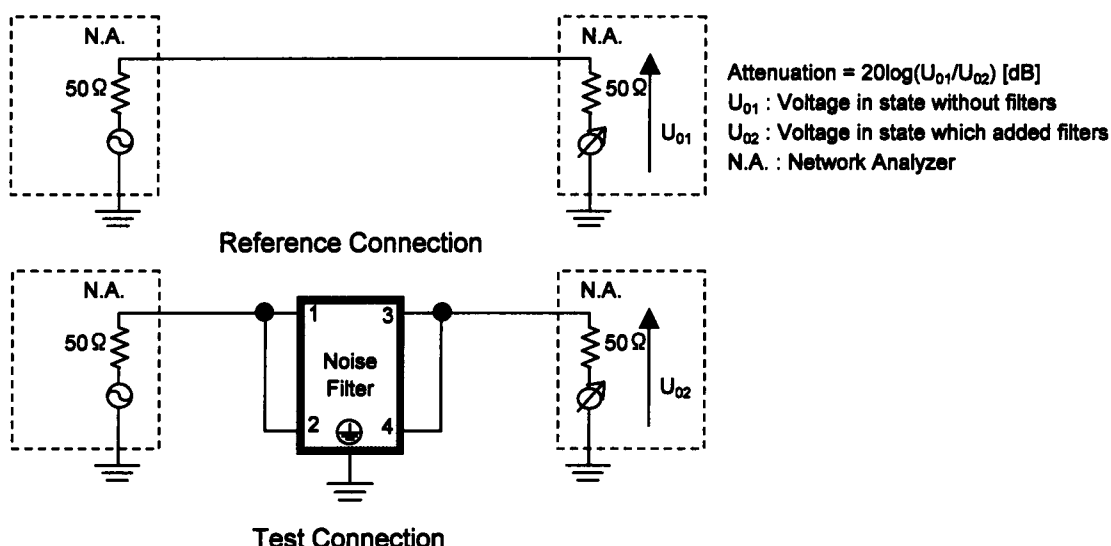 N.A.
50Ω
N.A.
50Ω
U01
Attenuation = 20log(U01/U02) [dB]
U01 : Voltage in state without filters
U02 : Voltage in state which added filters
N.A. : Network Analyzer
Reference Connection
N.A.
50Ω
1
3
Noise
Filter
2
4
N.A.
50Ω
U02
Test Connection